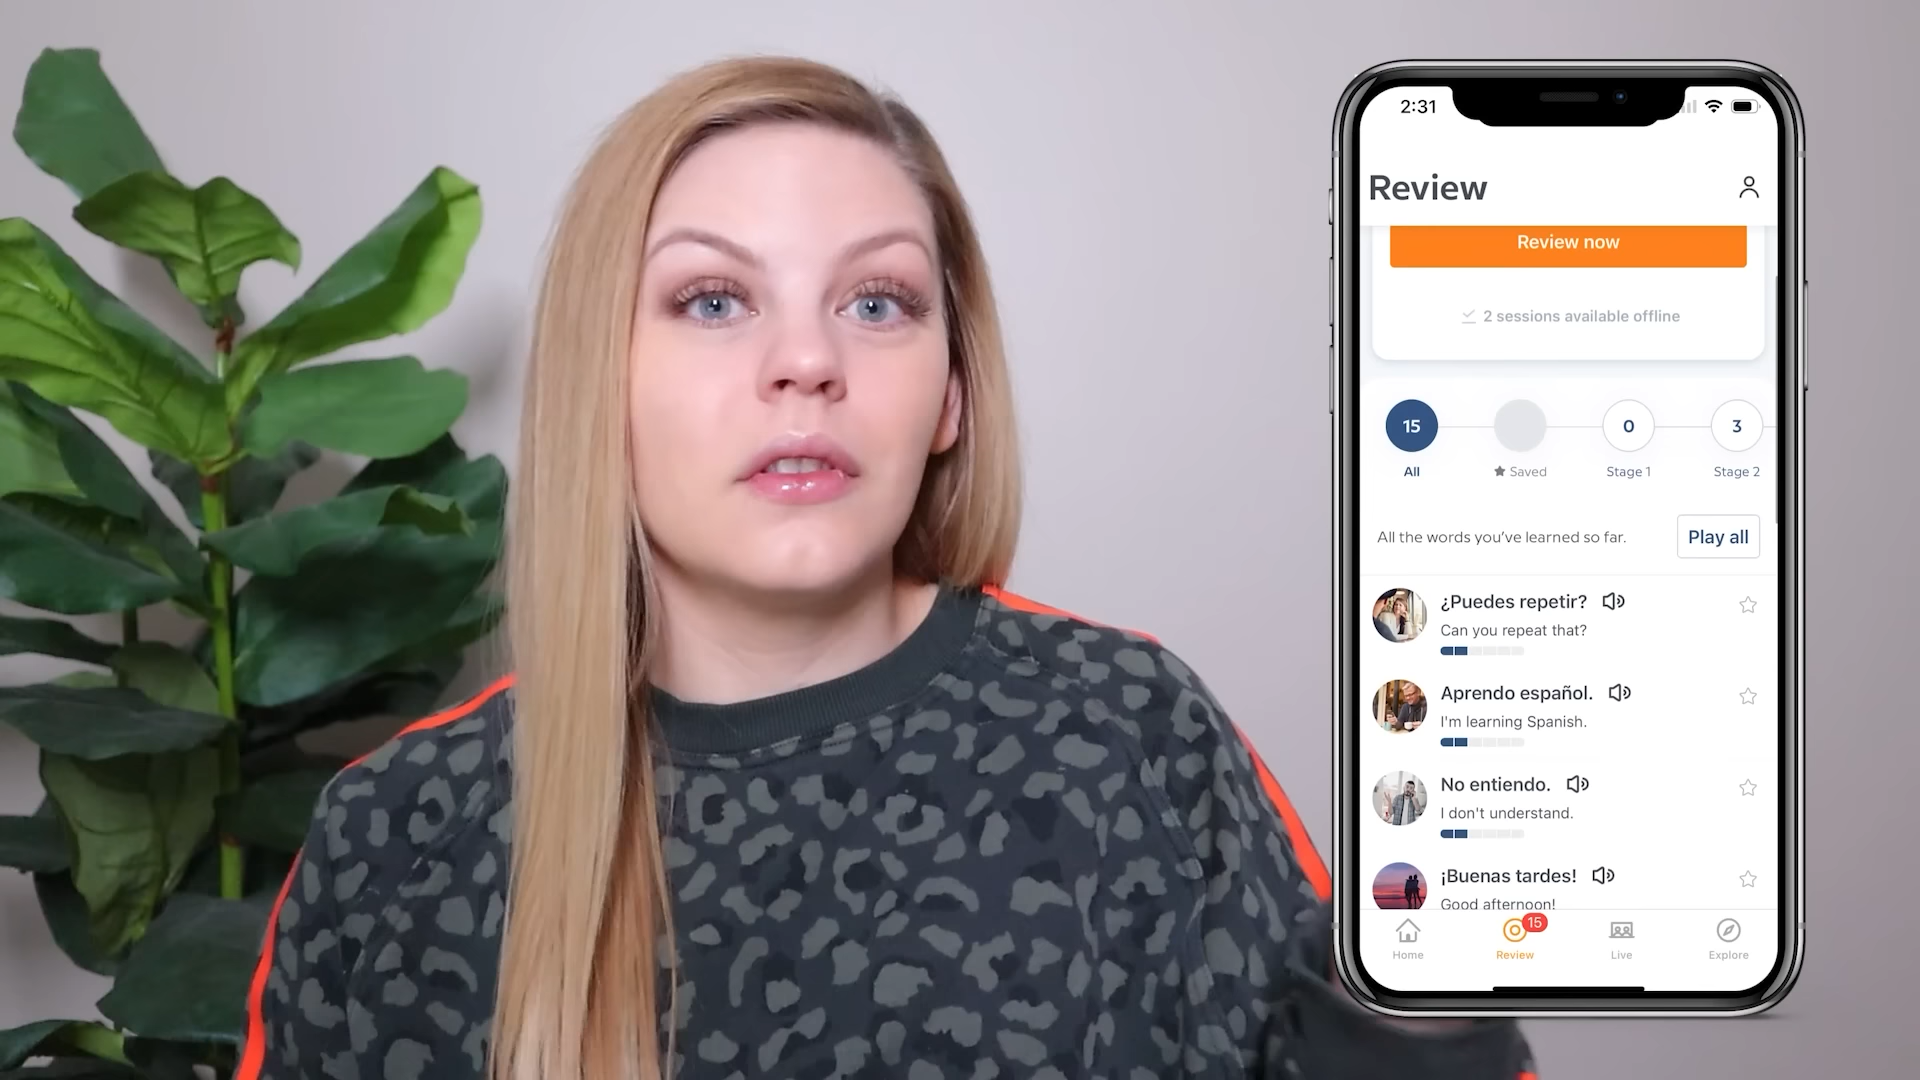 2:31
Review
Review now
2 sessions available offline
15
0
3
All
Saved
Stage 1
Stage 2
All the words you've learned so far.
Play all
¿Puedes repetir?
Can you repeat that?
Aprendo español.
I'm learning Spanish.
No entiendo.
I don't understand.
¡Buenas tardes!
Good afternoon!
15
Home
Review
Live
Explore